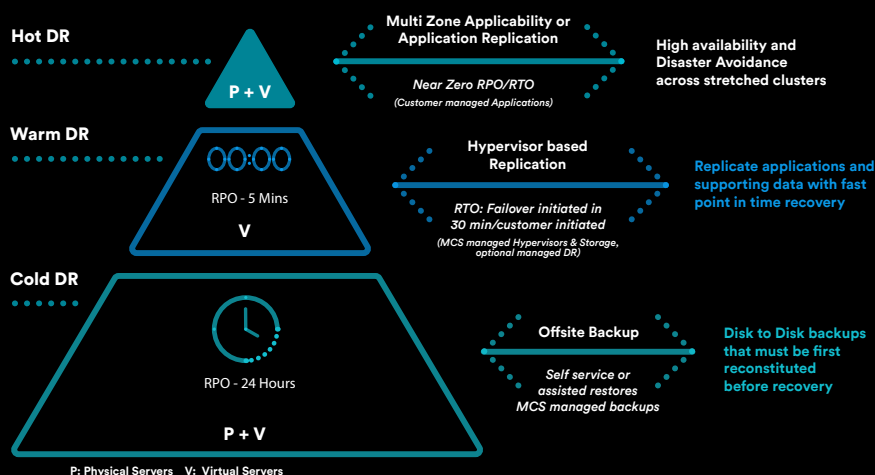 Hot DR
P + V
Multi Zone Applicability or
Application Replication
Near Zero RPO/RTO
(Customer managed Applications)
High availability and
Disaster Avoidance
across stretched clusters
Warm DR
00:00
RPO - 5 Mins
V
Hypervisor based
Replication
RTO: Failover initiated in
30 min/customer initiated
(MCS managed Hypervisors & Storage,
optional managed DR)
Replicate applications and
supporting data with fast
point in time recovery
Cold DR
RPO - 24 Hours
P + V
Offsite Backup
Self service or
assisted restores
MCS managed backups
Disk to Disk backups
that must be first
reconstituted
before recovery
P: Physical Servers V: Virtual Servers